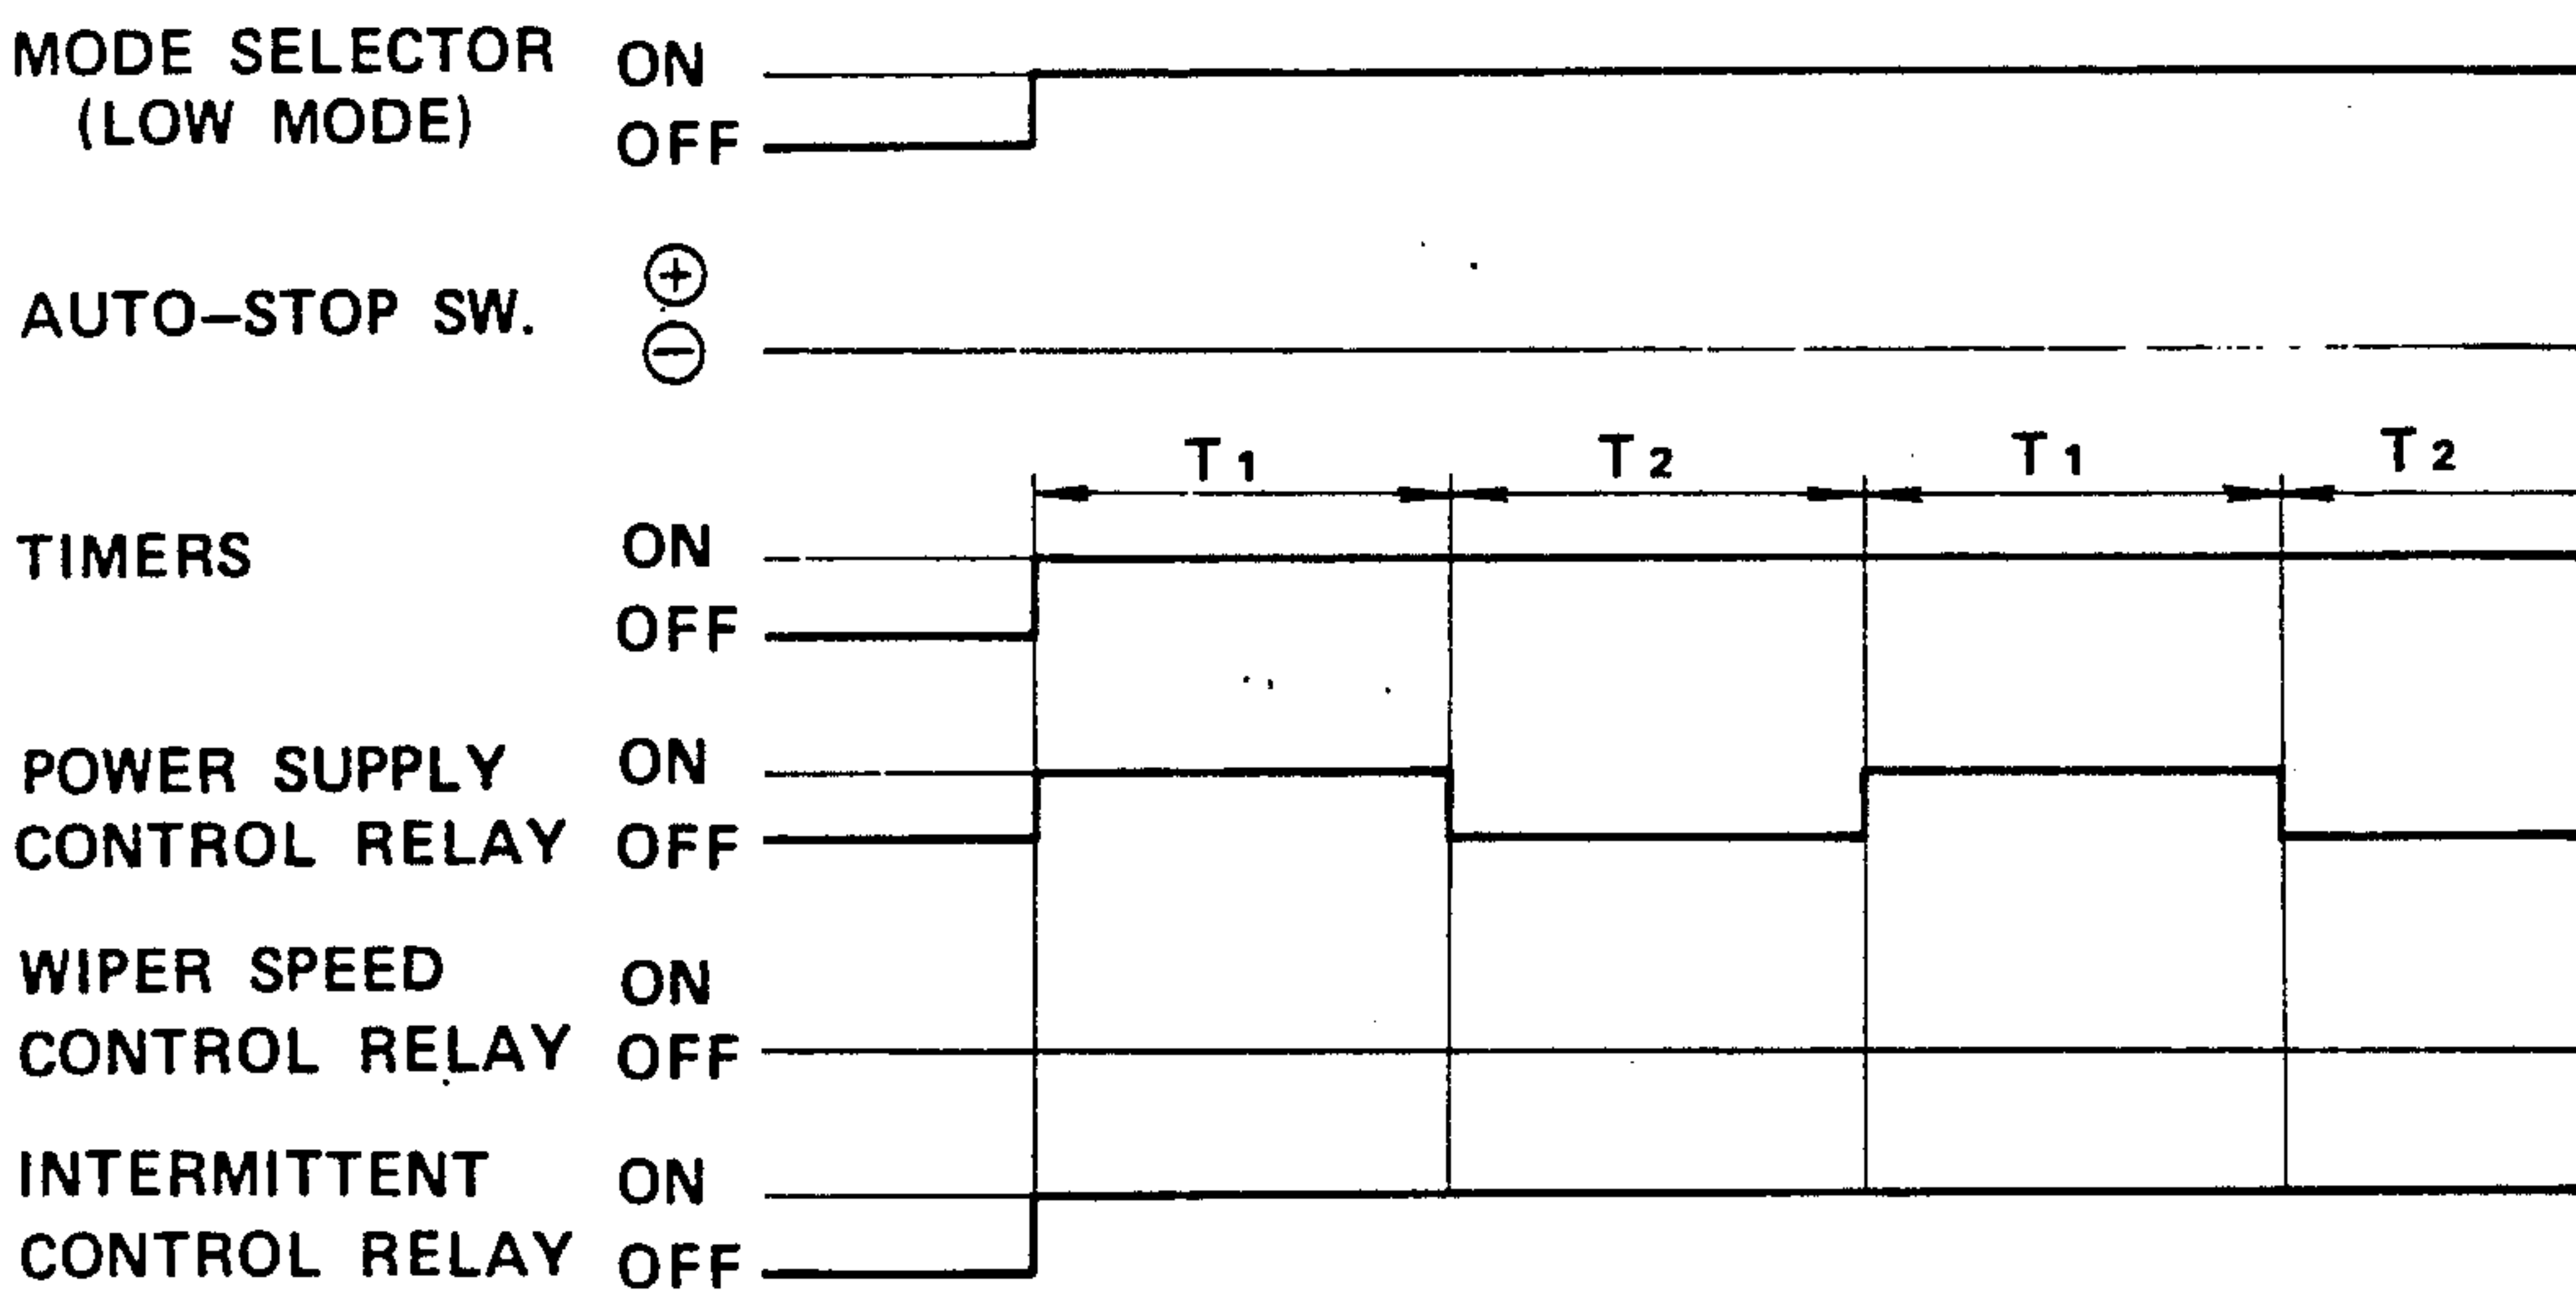 MODE SELECTOR ON
(LOW MODE) OFF
⊕
AUTO–STOP SW.
⊖
T1 T2 T1 T2
TIMERS ON
OFF
POWER SUPPLY ON
CONTROL RELAY OFF
WIPER SPEED ON
CONTROL RELAY OFF
INTERMITTENT ON
CONTROL RELAY OFF